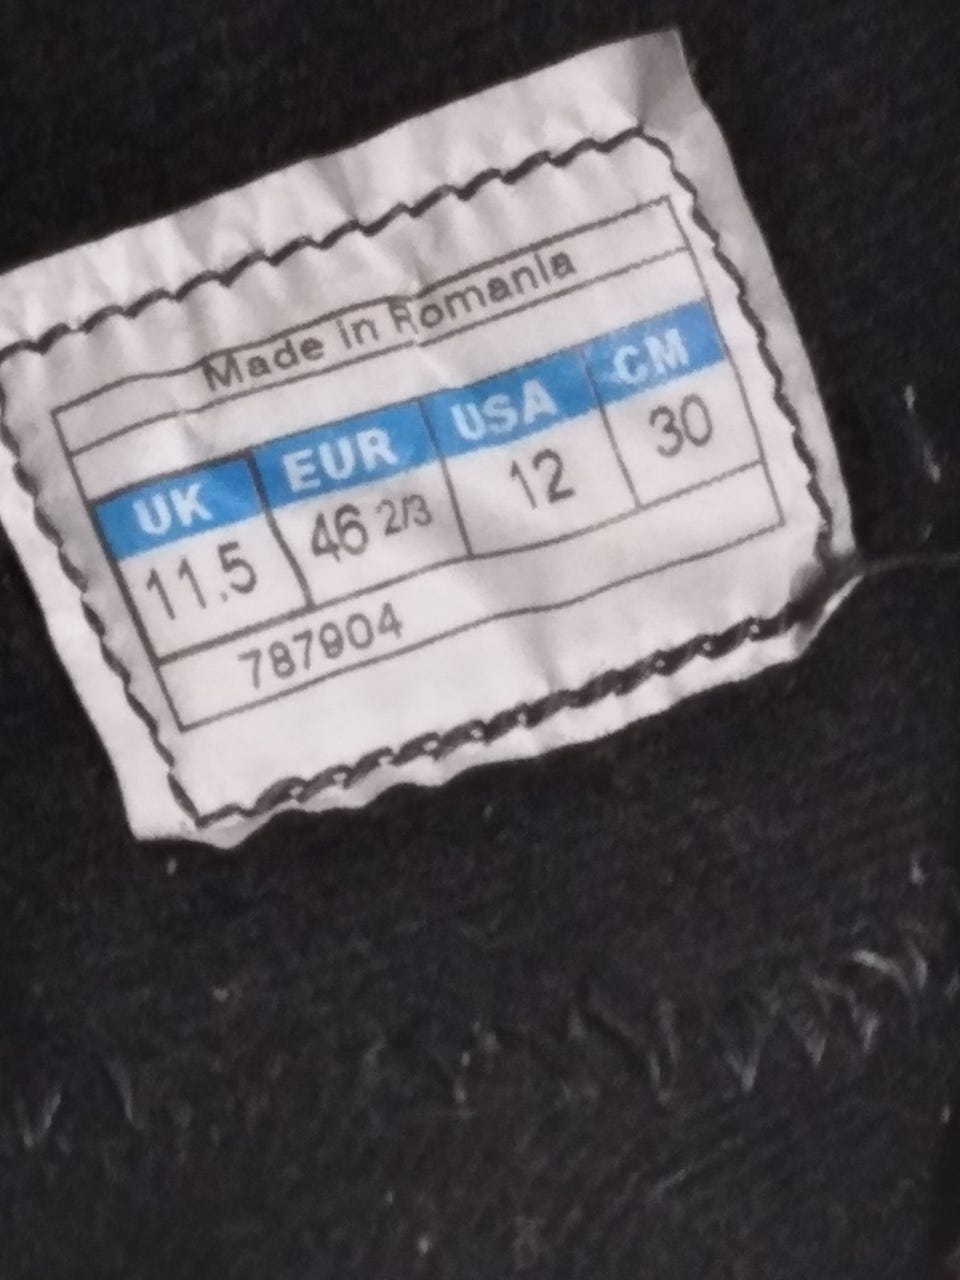 Made in Romania
UK EUR USA CM
11.5 46 2/3 12 30
787904